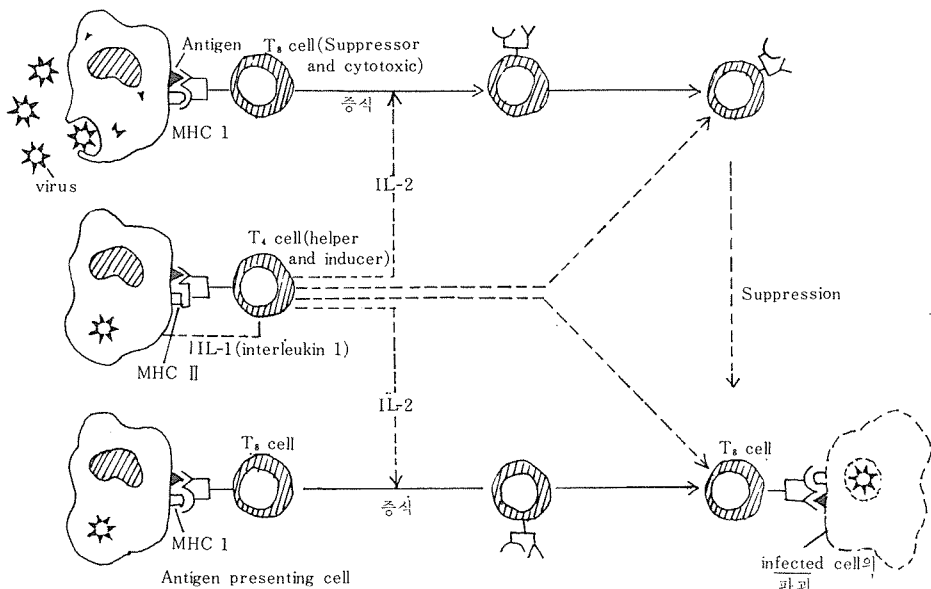 Antigen
T₈ cell(Suppressor
and cytotoxic)
증식
MHC 1
virus
IL-2
T₄ cell(helper
and inducer)
Suppression
IL-1(interleukin 1)
MHC II
IL-2
T₈ cell
T₈ cell
증식
MHC 1
Antigen presenting cell
infected cell의
파괴